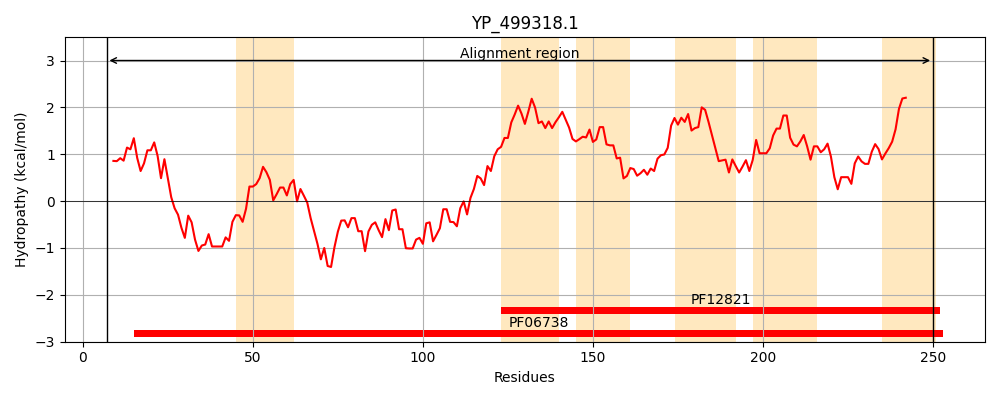 YP_499318.1
Alignment region
3
2
1
0
−1
−2
−3
Hydropathy (kcal/mol)
PF12821
PF06738
0 50 100 150 200 250
Residues